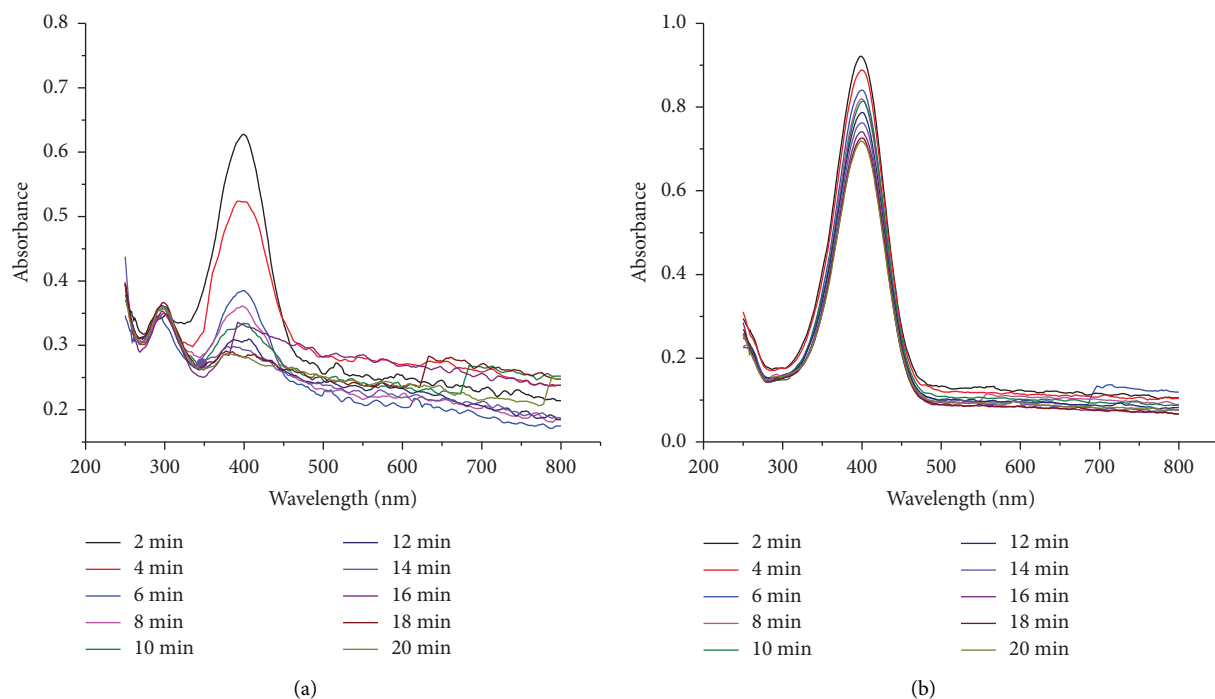 0.8
0.7
0.6
0.5
0.4
0.3
0.2
Absorbance
200 300 400 500 600 700 800
Wavelength (nm)
2 min
4 min
6 min
8 min
10 min
12 min
14 min
16 min
18 min
20 min
(a)
1.0
0.8
0.6
0.4
0.2
0.0
Absorbance
200 300 400 500 600 700 800
Wavelength (nm)
2 min
4 min
6 min
8 min
10 min
12 min
14 min
16 min
18 min
20 min
(b)